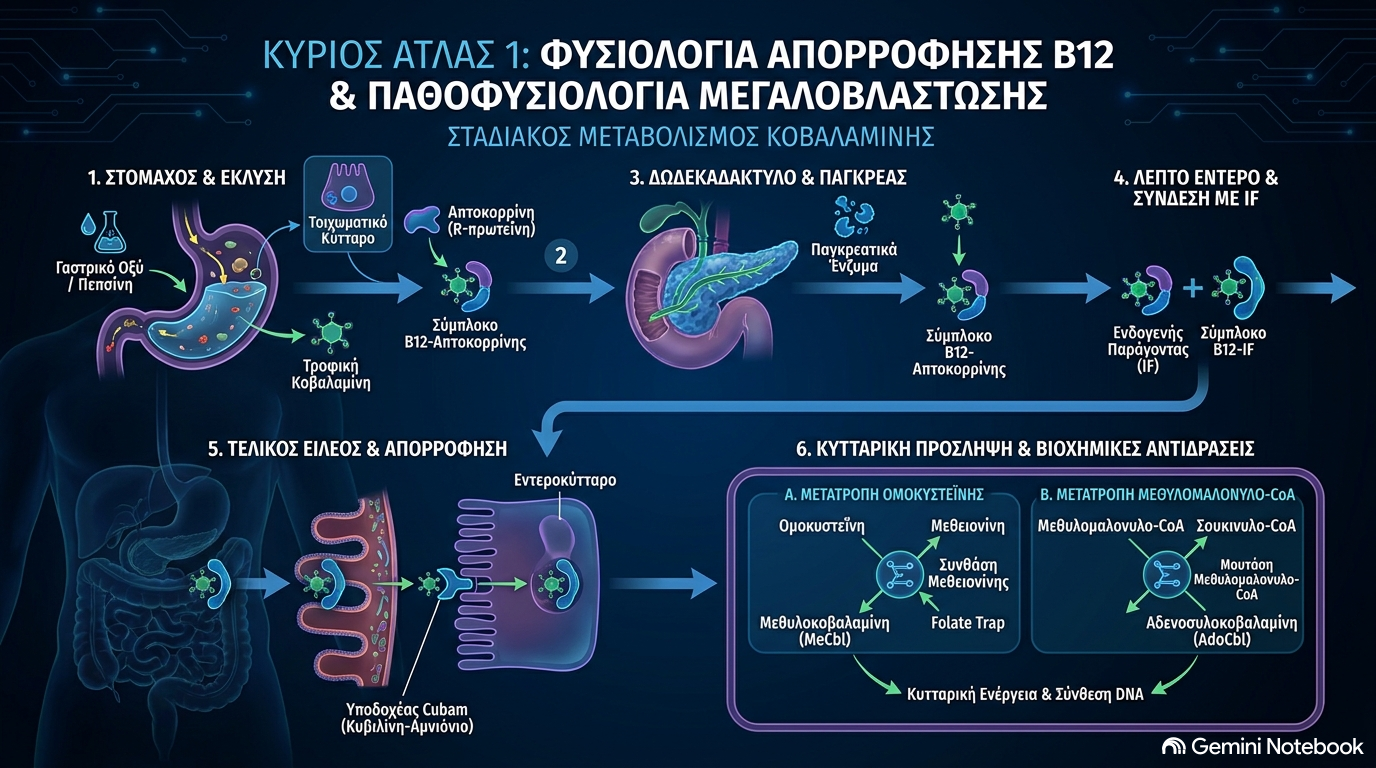 ΚΥΡΙΟΣ ΑΤΛΑΣ 1: ΦΥΣΙΟΛΟΓΙΑ ΑΠΟΡΡΟΦΗΣΗΣ B12
& ΠΑΘΟΦΥΣΙΟΛΟΓΙΑ ΜΕΓΑΛΟΒΛΑΣΤΩΣΗΣ
ΣΤΑΔΙΑΚΟΣ ΜΕΤΑΒΟΛΙΣΜΟΣ ΚΟΒΑΛΑΜΙΝΗΣ
1. ΣΤΟΜΑΧΟΣ & ΕΚΛΥΣΗ
Γαστρικό Οξύ
/ Πεπσίνη
Τοιχωματικό
Κύτταρο
Τροφική
Κοβαλαμίνη
Απτοκορρίνη
(R-πρωτεΐνη)
Σύμπλοκο
B12-Απτοκορρίνης
2
3. ΔΩΔΕΚΑΔΑΚΤΥΛΟ & ΠΑΓΚΡΕΑΣ
Παγκρεατικά
Ένζυμα
Σύμπλοκο
B12-
Απτοκορρίνης
4. ΛΕΠΤΟ ΕΝΤΕΡΟ &
ΣΥΝΔΕΣΗ ΜΕ IF
Ενδογενής
Παράγοντας
(IF)
+
Σύμπλοκο
B12-IF
5. ΤΕΛΙΚΟΣ ΕΙΛΕΟΣ & ΑΠΟΡΡΟΦΗΣΗ
Εντεροκύτταρο
Υποδοχέας Cubam
(Κυβιλίνη-Αμνιόνιο)
6. ΚΥΤΤΑΡΙΚΗ ΠΡΟΣΛΗΨΗ & ΒΙΟΧΗΜΙΚΕΣ ΑΝΤΙΔΡΑΣΕΙΣ
Α. ΜΕΤΑΤΡΟΠΗ ΟΜΟΚΥΣΤΕΪΝΗΣ
Ομοκυστεΐνη
Μεθειονίνη
Συνθάση
Μεθειονίνης
Μεθυλοκοβαλαμίνη
(MeCbl)
Folate Trap
Β. ΜΕΤΑΤΡΟΠΗ ΜΕΘΥΛΟΜΑΛΟΝΥΛΟ-CoA
Μεθυλομαλονυλο-CoA
Σουκινυλο-CoA
Μουτάση
Μεθυλομαλονυλο-
CoA
Αδενοσυλοκοβαλαμίνη
(AdoCbl)
Κυτταρική Ενέργεια & Σύνθεση DNA
Gemini Notebook